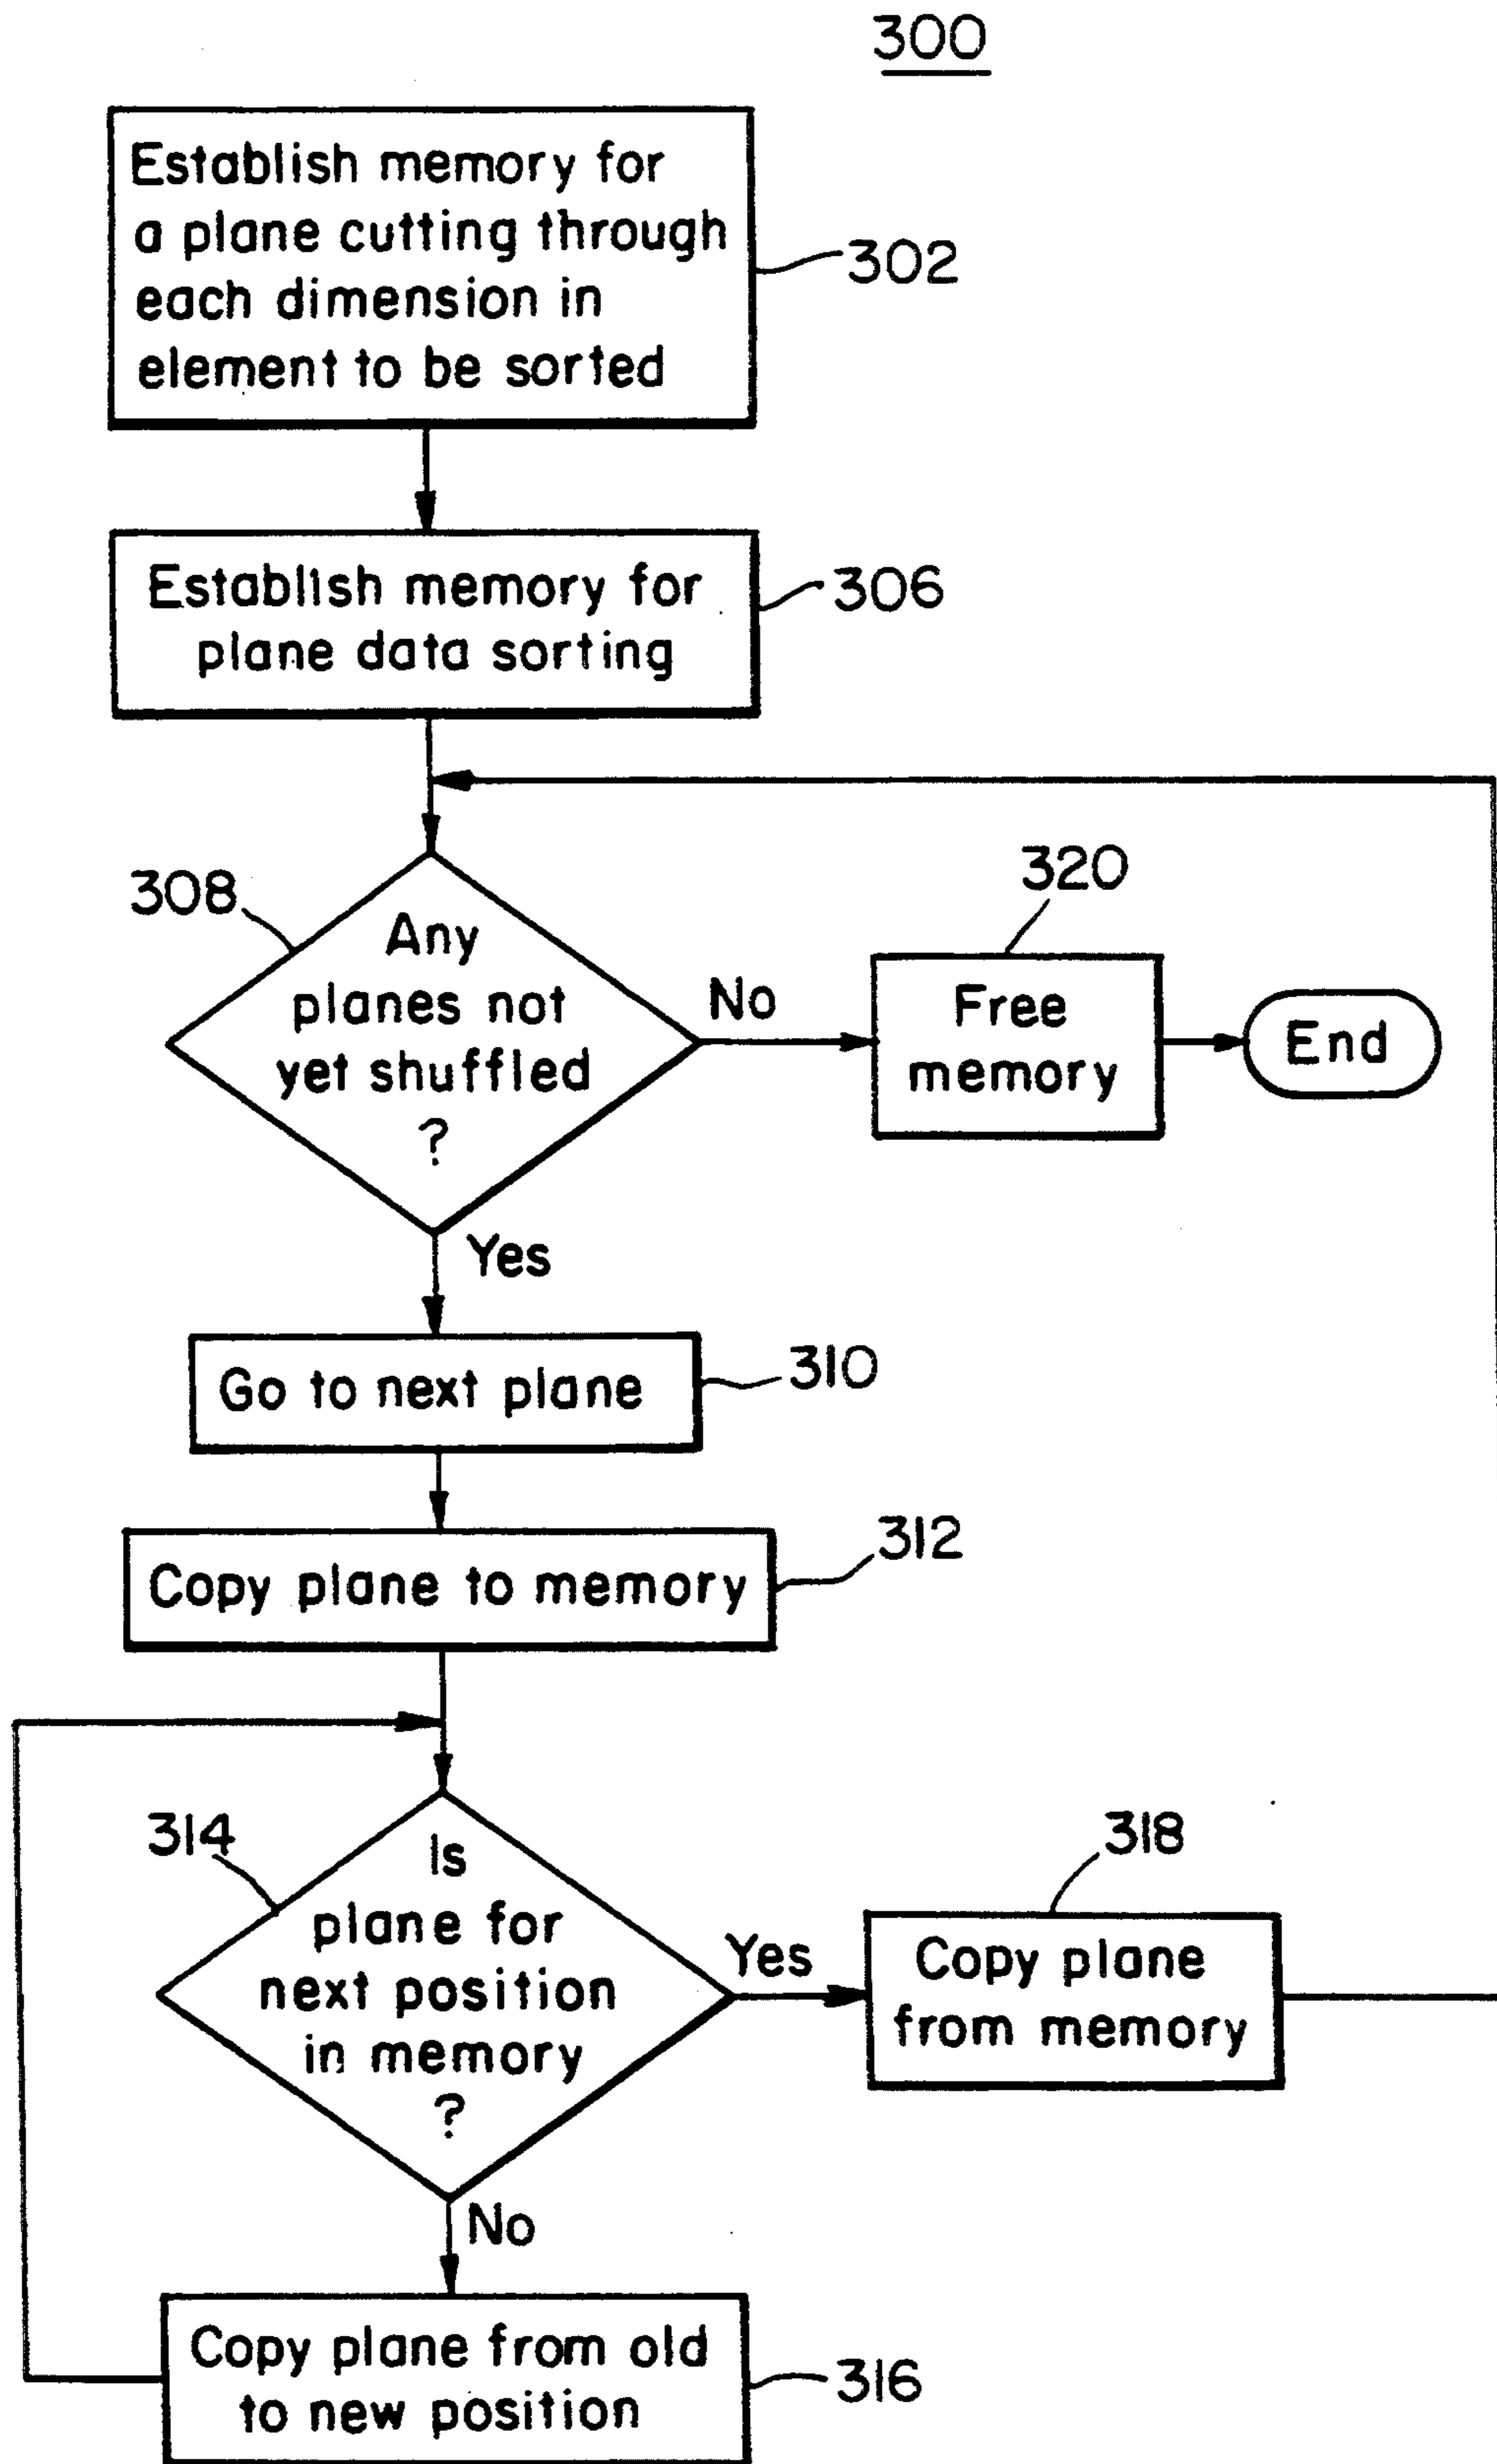 300
Establish memory for
a plane cutting through
each dimension in
element to be sorted
302
Establish memory for
plane data sorting
306
308
Any
planes not
yet shuffled
?
No
320
Free
memory
End
Yes
Go to next plane
310
Copy plane to memory
312
314
Is
plane for
next position
in memory
?
Yes
318
Copy plane
from memory
No
Copy plane from old
to new position
316